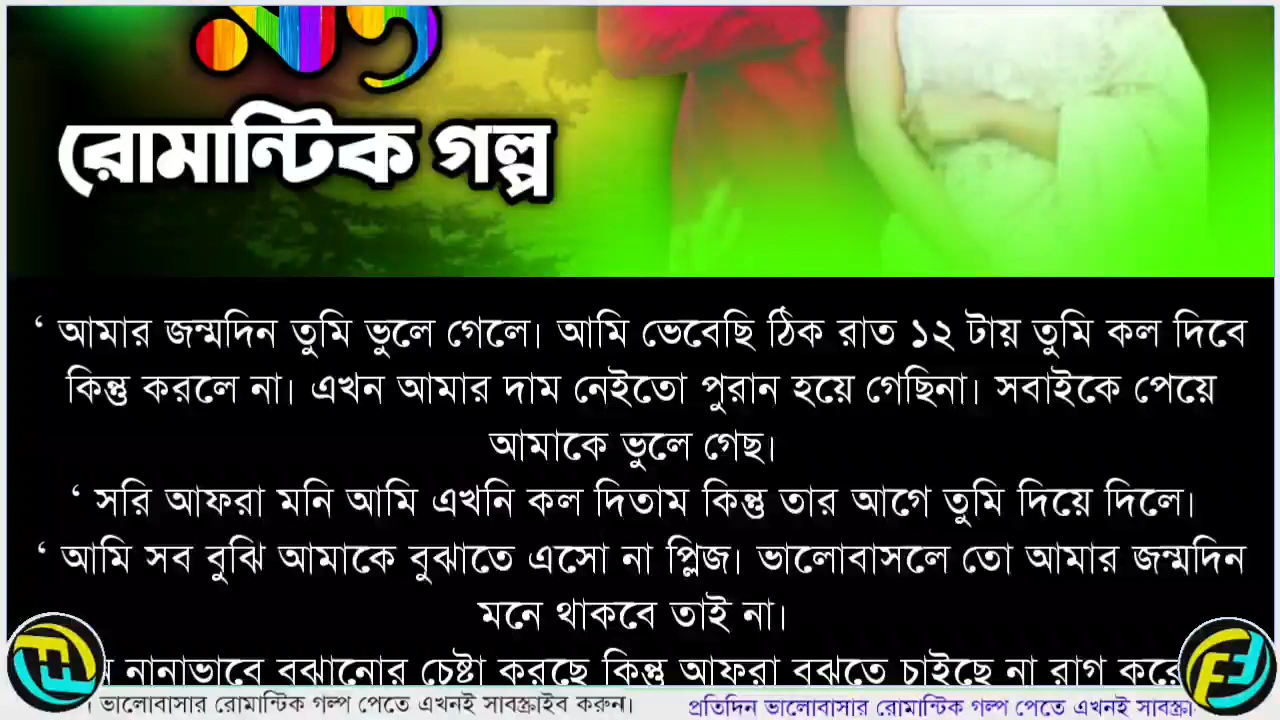 রোমান্টিক গল্প
‘ আমার জন্মদিন তুমি ভুলে গেলে। আমি ভেবেছি ঠিক রাত ১২ টায় তুমি কল দিবে
কিন্তু করলে না। এখন আমার দাম নেইতো পুরান হয়ে গেছিনা। সবাইকে পেয়ে
আমাকে ভুলে গেছ।
‘ সরি আফরা মনি আমি এখনি কল দিতাম কিন্তু তার আগে তুমি দিয়ে দিলে।
‘ আমি সব বুঝি আমাকে বুঝাতে এসো না প্লিজ। ভালোবাসলে তো আমার জন্মদিন
মনে থাকবে তাই না।
নানাভাবে বঝানোর চেষ্টা করছে কিন্তু আফরা বঝতে চাইছে না রাগ করে
ভালোবাসার রোমান্টিক গল্প পেতে এখনই সাবস্ক্রাইব করুন।
প্রতিদিন ভালোবাসার রোমান্টিক গল্প পেতে এখনই